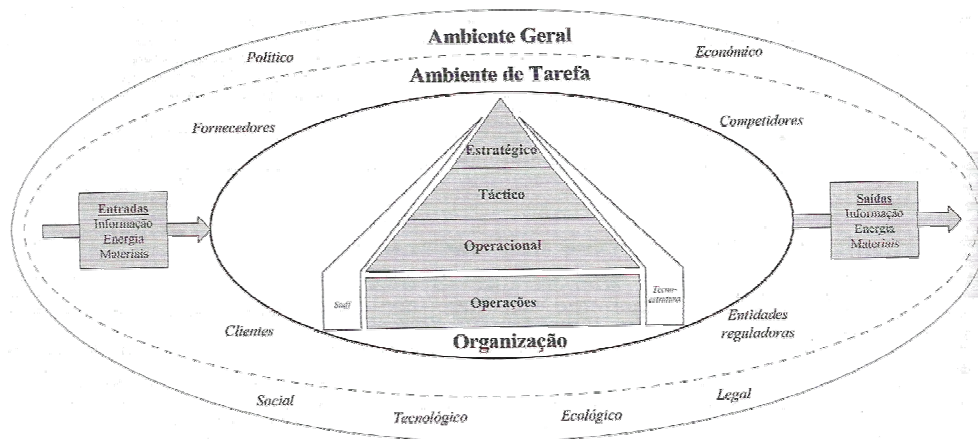 Ambiente Geral
Político
Económico
Ambiente de Tarefa
Fornecedores
Competidores
Estratégico
Táctico
Entradas
Informação
Energia
Materiais
Saídas
Informação
Energia
Materiais
Operacional
Staff
Operações
Tecno-
estrutura
Clientes
Entidades
reguladoras
Organização
Social
Tecnológico
Ecológico
Legal